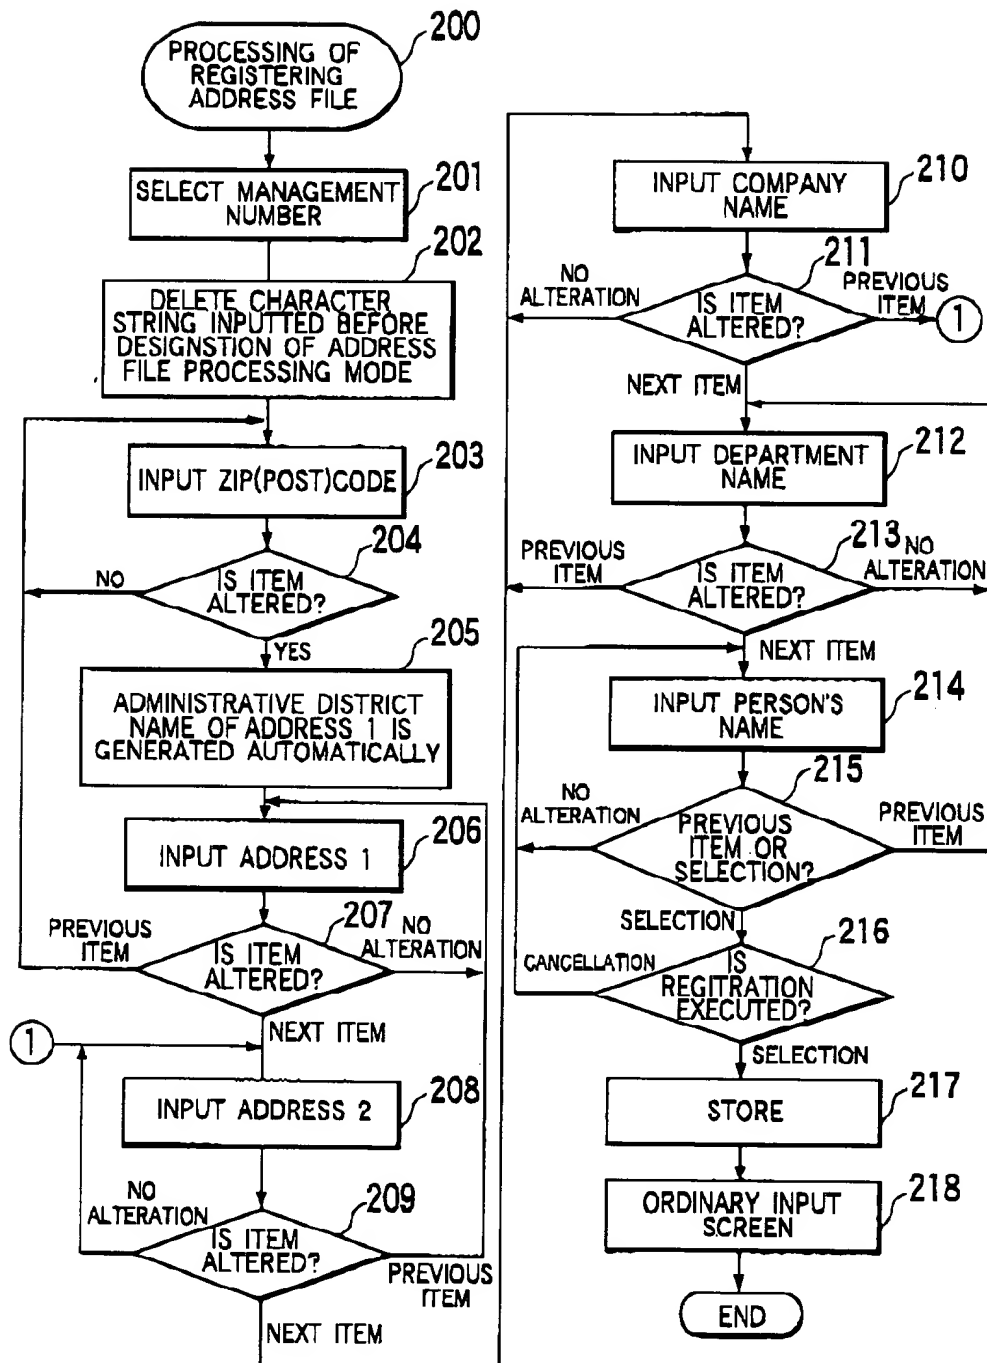 200
PROCESSING OF
REGISTERING
ADDRESS FILE
201
SELECT MANAGEMENT
NUMBER
202
DELETE CHARACTER
STRING INPUTTED BEFORE
DESIGNSTION OF ADDRESS
FILE PROCESSING MODE
203
INPUT ZIP(POST)CODE
204
IS ITEM
ALTERED?
NO
YES
205
ADMINISTRATIVE DISTRICT
NAME OF ADDRESS 1 IS
GENERATED AUTOMATICALLY
206
INPUT ADDRESS 1
207
PREVIOUS
ITEM
IS ITEM
ALTERED?
NO
ALTERATION
NEXT ITEM
1
208
INPUT ADDRESS 2
209
NO
ALTERATION
IS ITEM
ALTERED?
PREVIOUS
ITEM
NEXT ITEM
210
INPUT COMPANY
NAME
211
NO
ALTERATION
IS ITEM
ALTERED?
PREVIOUS
ITEM
1
NEXT ITEM
212
INPUT DEPARTMENT
NAME
213
PREVIOUS
ITEM
IS ITEM
ALTERED?
NO
ALTERATION
NEXT ITEM
214
INPUT PERSON'S
NAME
215
NO
ALTERATION
PREVIOUS
ITEM OR
SELECTION?
PREVIOUS
ITEM
SELECTION
216
CANCELLATION
IS
REGITRATION
EXECUTED?
SELECTION
217
STORE
218
ORDINARY INPUT
SCREEN
END